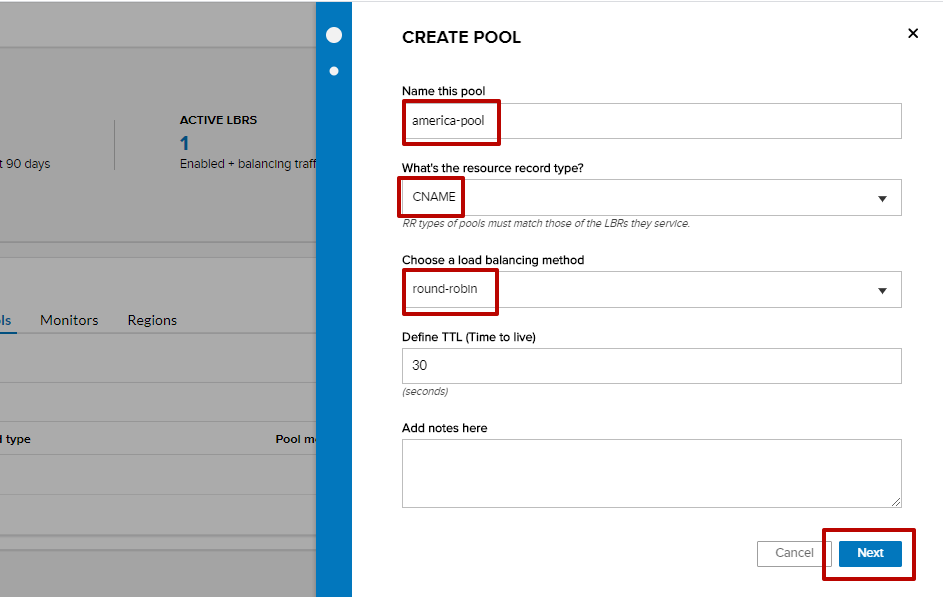 CREATE POOL
Name this pool
america-pool
What's the resource record type?
CNAME
RR types of pools must match those of the LBRs they service.
Choose a load balancing method
round-robin
Define TTL (Time to live)
30
(seconds)
Add notes here
Cancel
Next
ACTIVE LBRS
1
t 90 days
Enabled + balancing traff
ls
Monitors
Regions
l type
Pool m